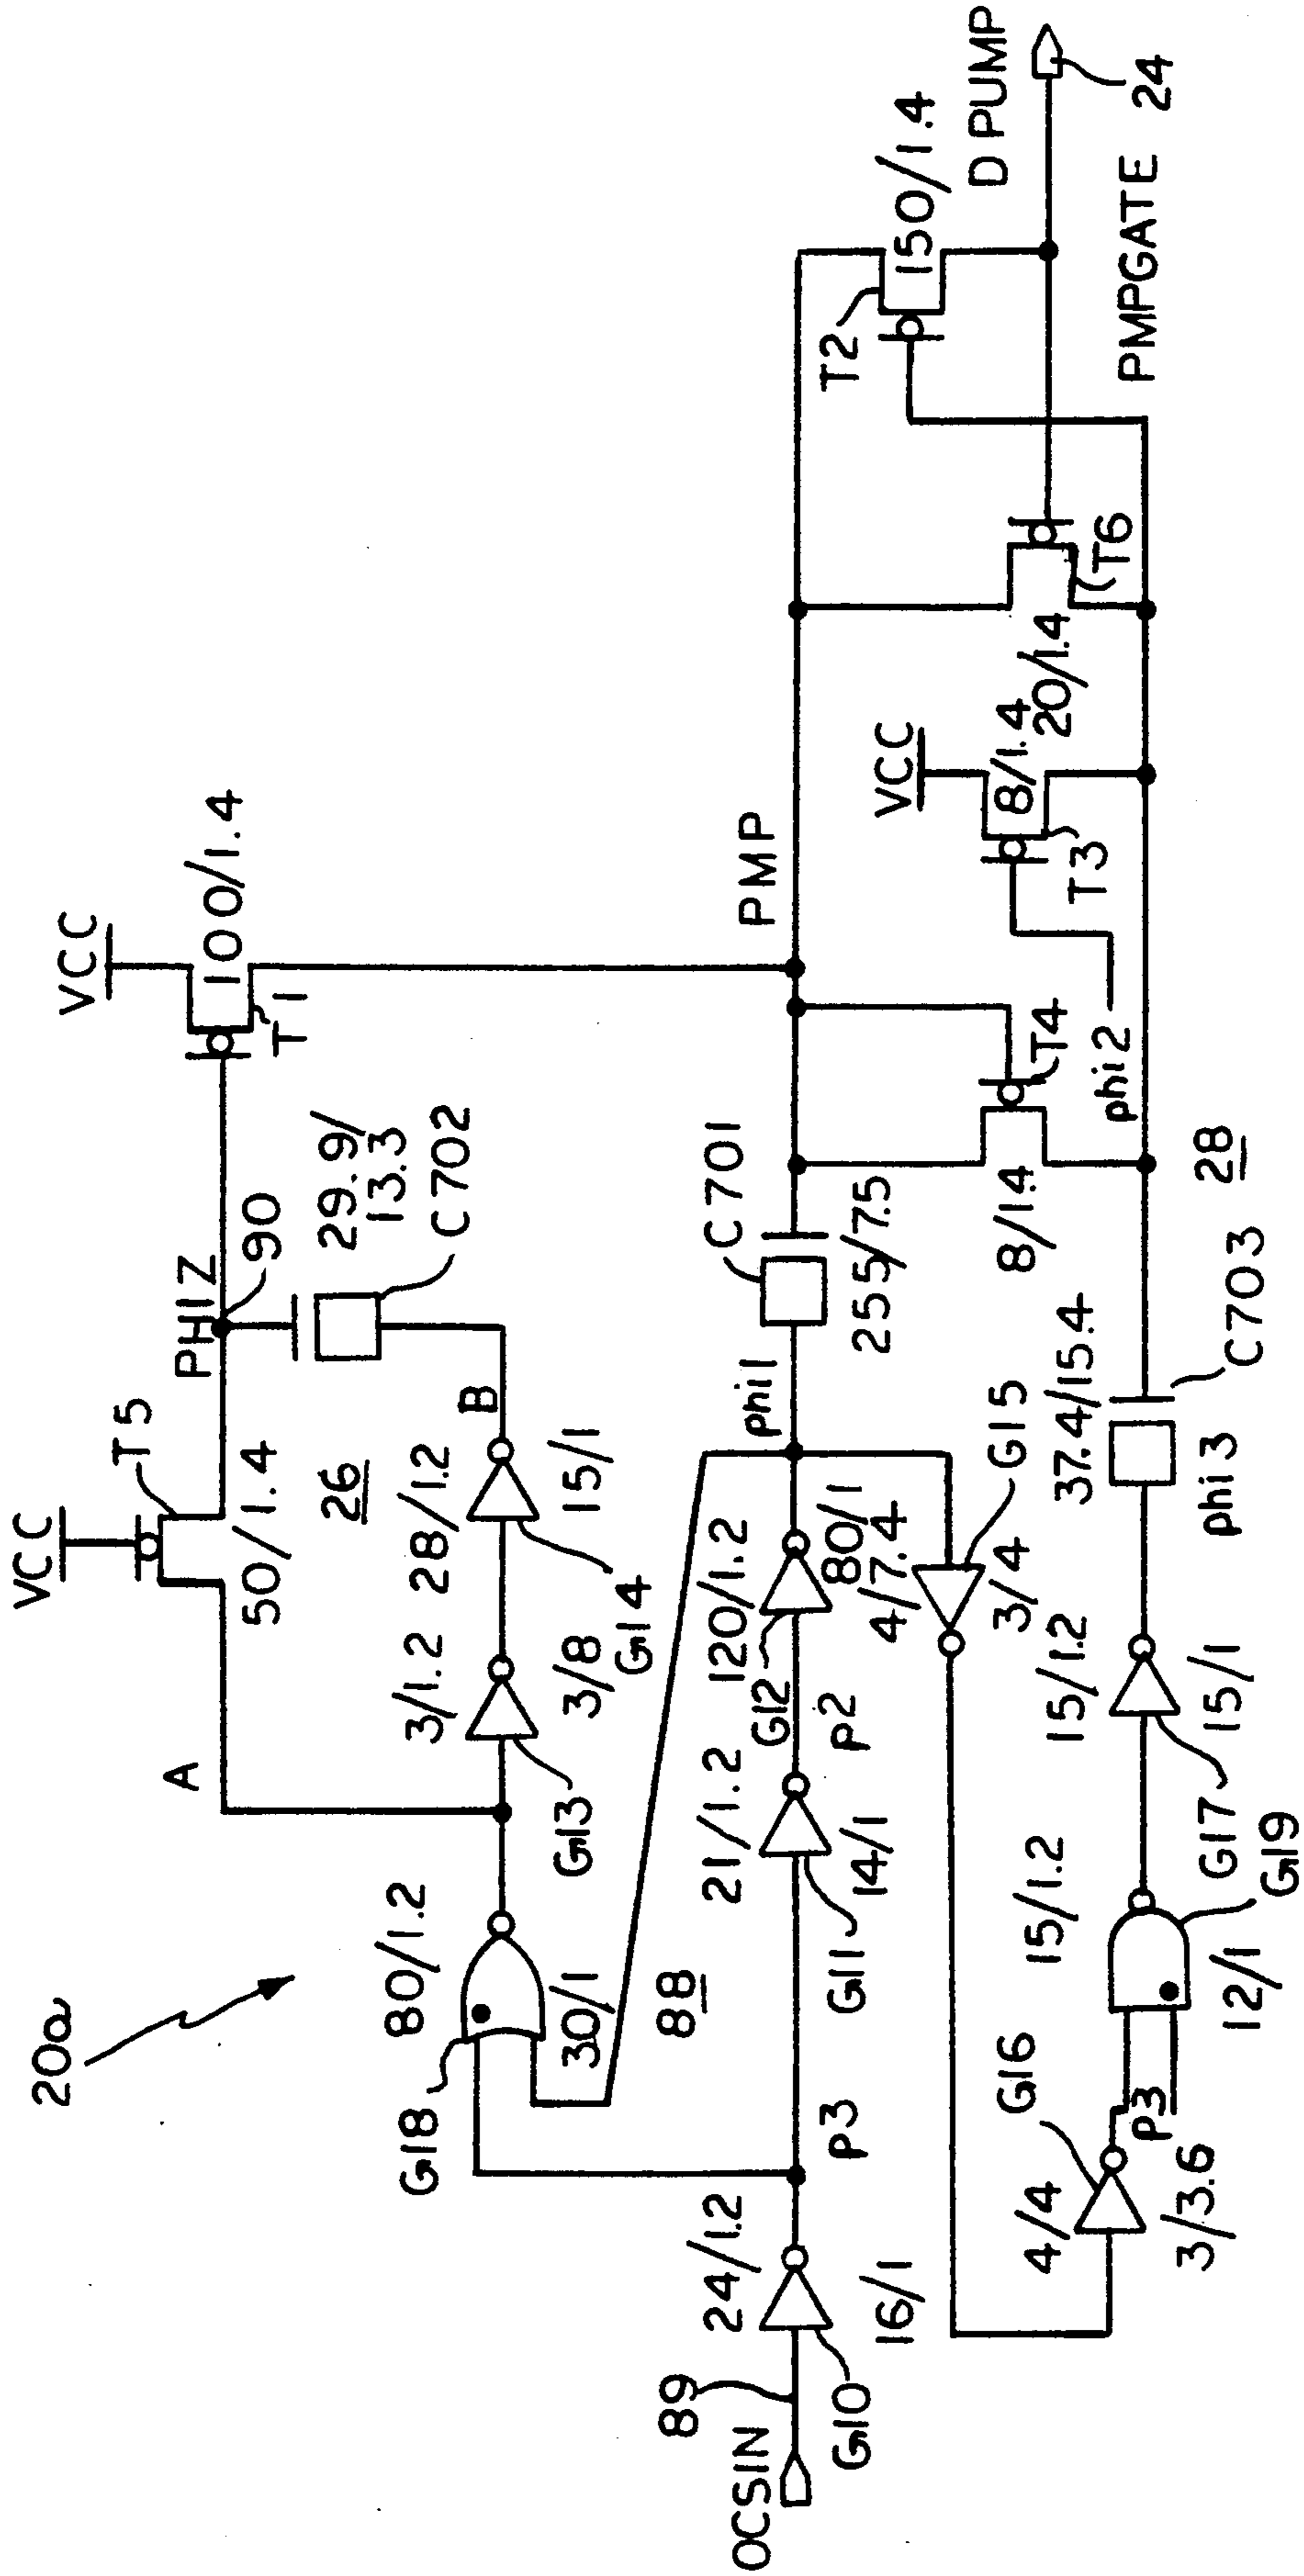 20a
VCC
T5
50/1.4
PHIZ
90
VCC
100/1.4
T1
A
26
29.9/
13.3
C702
B
3/1.2
28/1.2
G13
3/8
G14
15/1
80/1.2
G18
30/1
88
OCSIN
89
24/1.2
G10
16/1
p3
21/1.2
G11
14/1
p2
G12
120/1.2
80/1
phi1
C701
255/7.5
PMP
4/7.4
3/4
G15
8/1.4
T4
phi2
VCC
8/1.4
T3
20/1.4
T6
T2
150/1.4
D PUMP
24
PMPGATE
4/4
G16
3/3.6
p3
15/1.2
12/1
G19
15/1.2
G17
15/1
phi3
37.4/15.4
C703
28